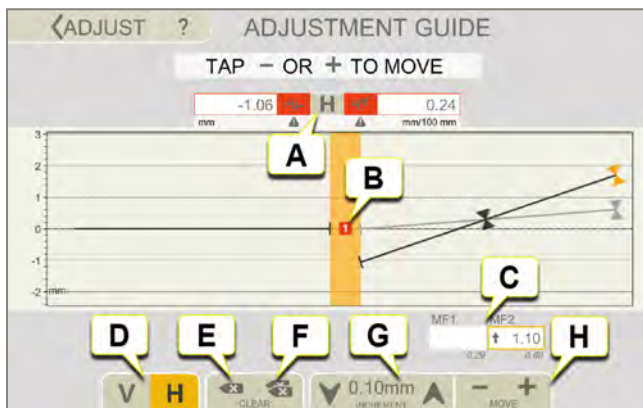 ADJUST ? ADJUSTMENT GUIDE
TAP - OR + TO MOVE
-1.06 H 0.24
mm mm/100 mm
A
3
B
2
1
1
0
-1
C
-2
mm
MF1 MF2
1.10
0.29 0.40
D E F G H
V H 0.10mm - +
CLEAR INCREMENT MOVE